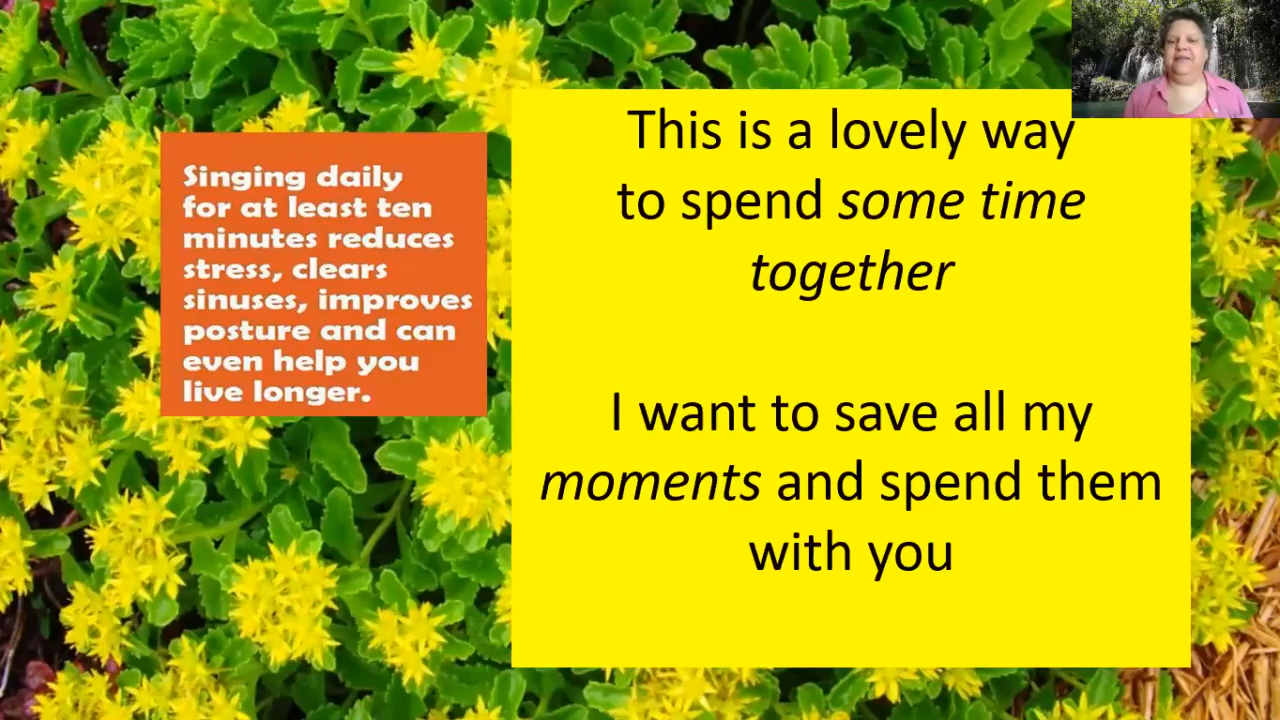 Singing daily
for at least ten
minutes reduces
stress, clears
sinuses, improves
posture and can
even help you
live longer.
This is a lovely way
to spend some time
together
I want to save all my
moments and spend them
with you